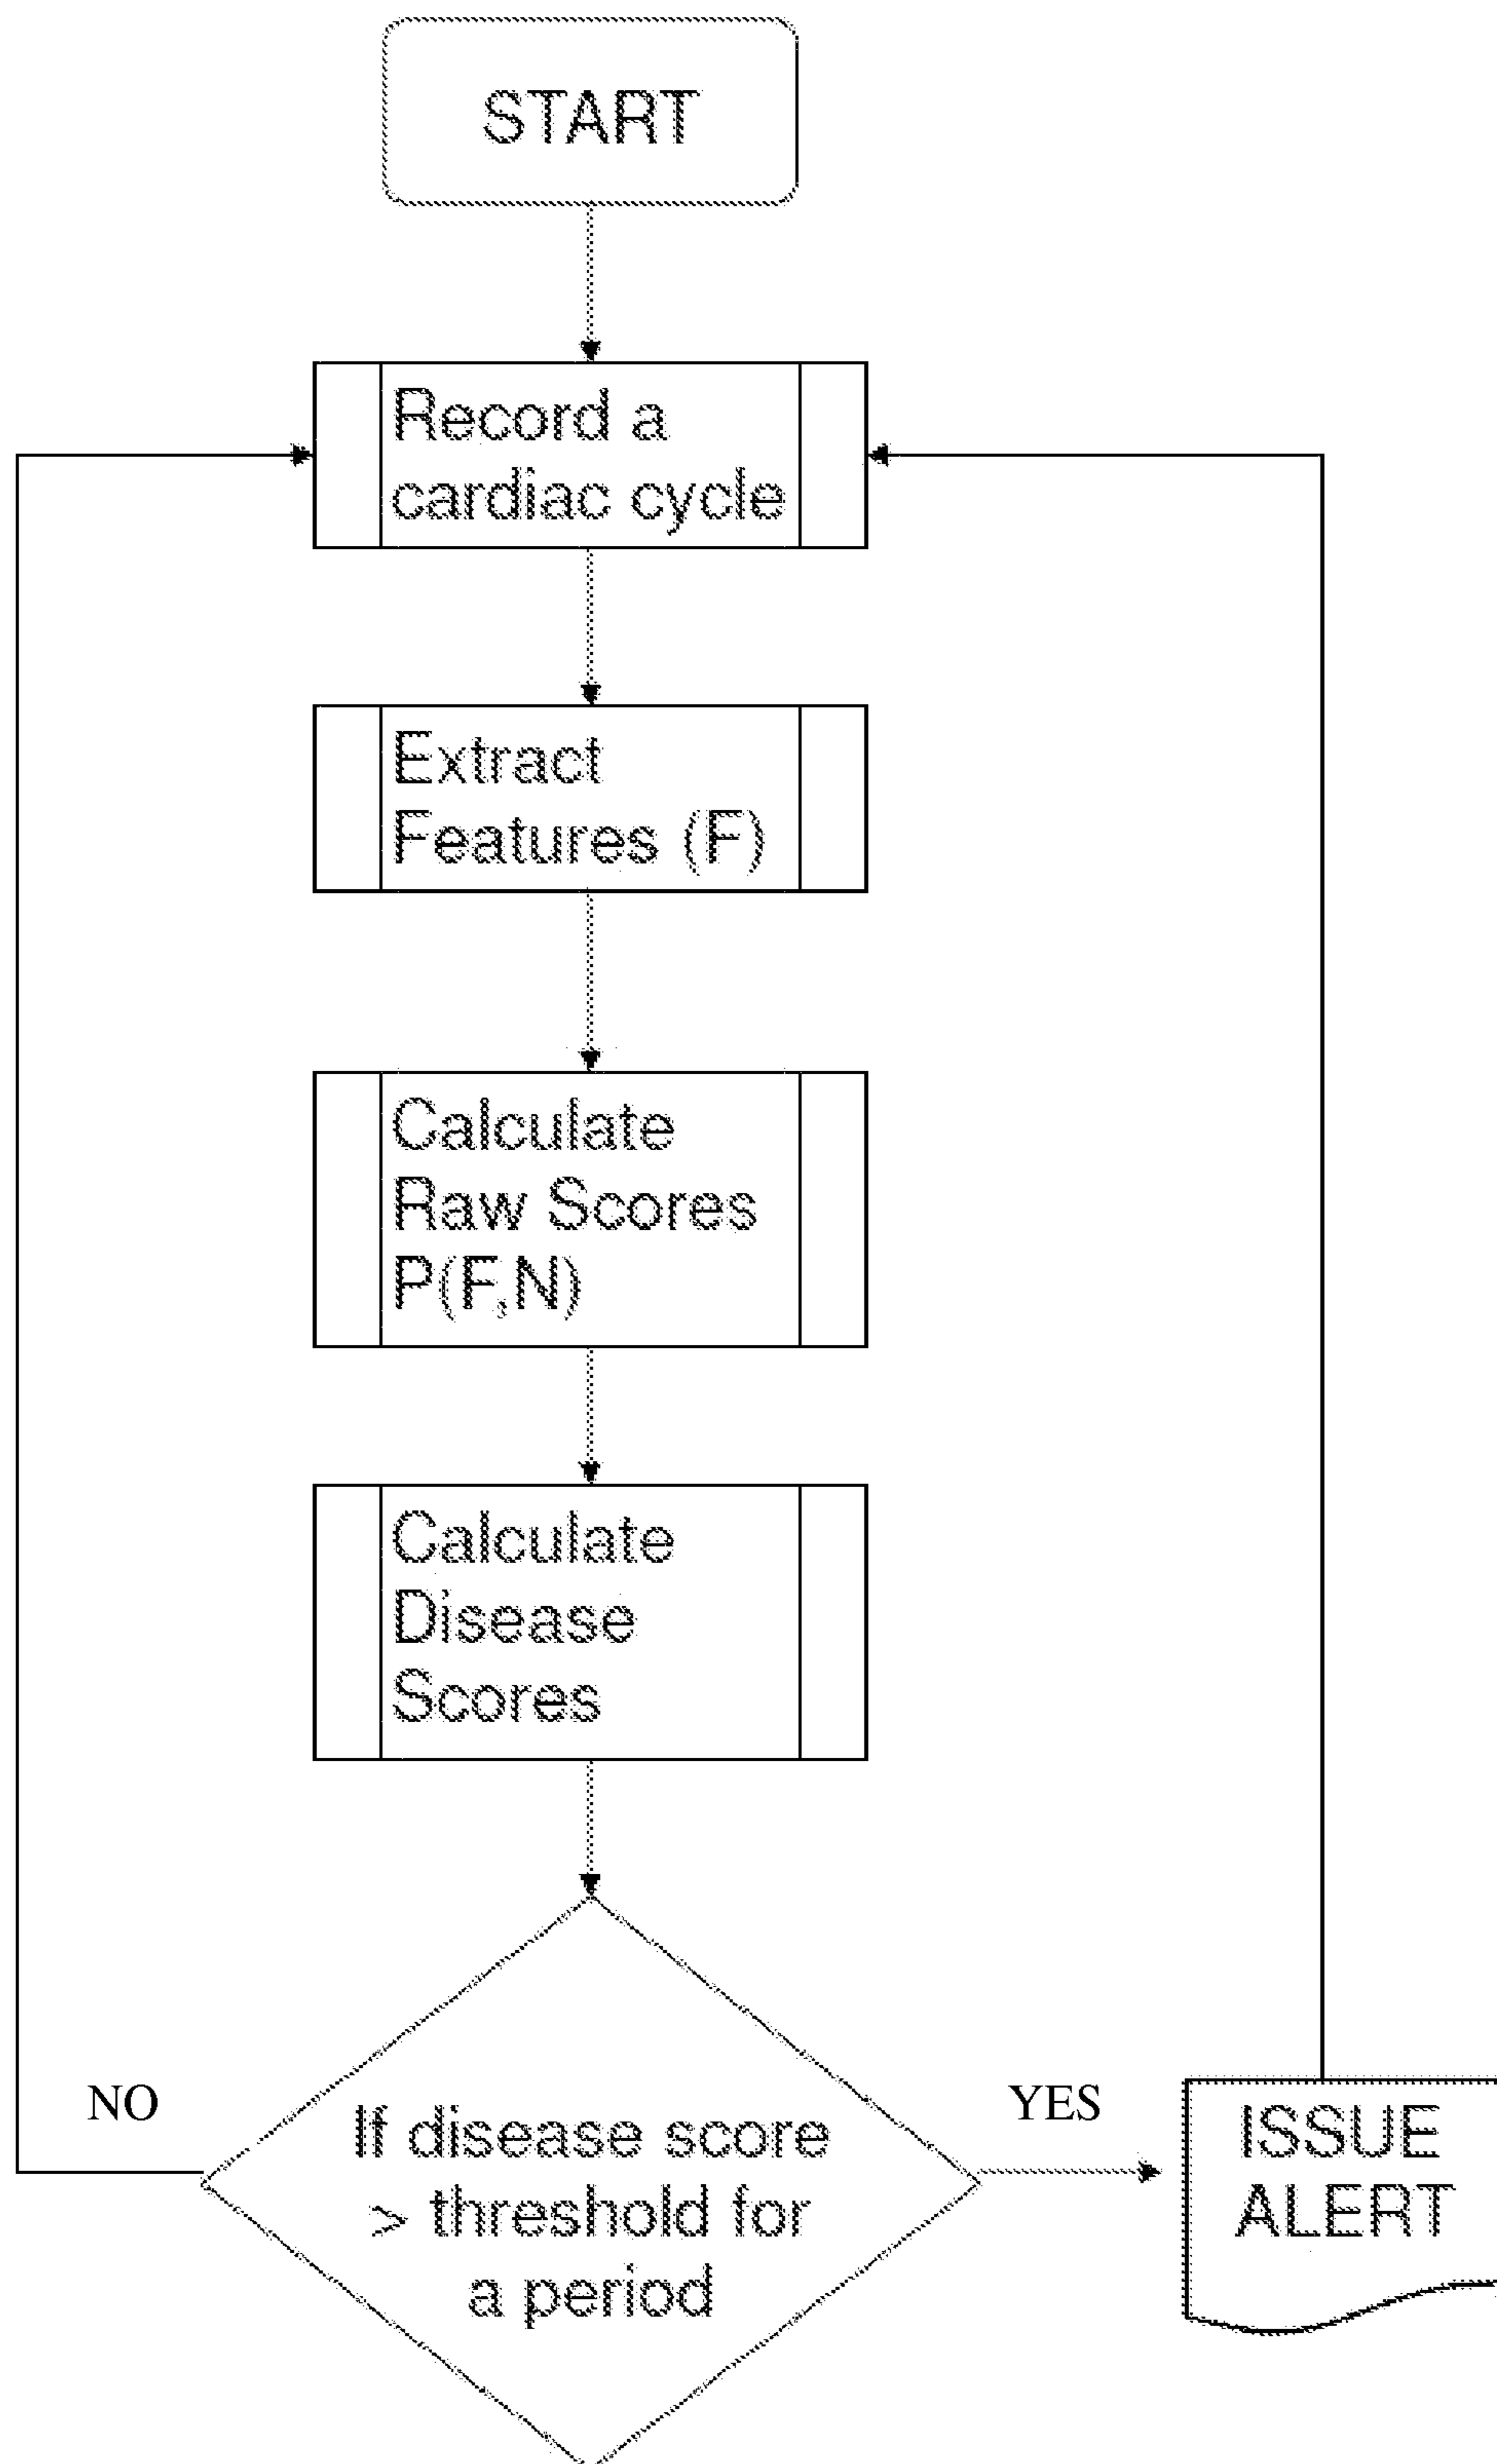 START
Record a
cardiac cycle
Extract
Features (F)
Calculate
Raw Scores
P(F,N)
Calculate
Disease
Scores
NO
If disease score
> threshold for
a period
YES
ISSUE
ALERT